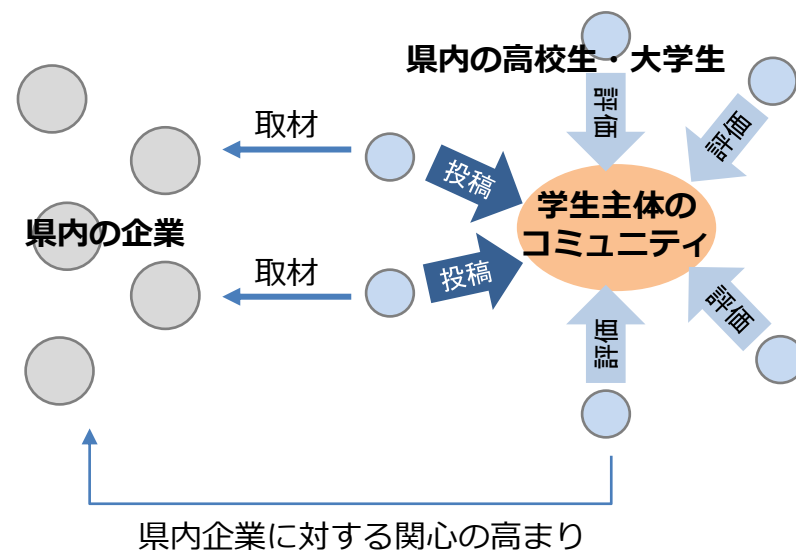 県内の高校生・大学生
評価
評価
取材
投稿
学生主体の
コミュニティ
県内の企業
取材
投稿
評価
評価
県内企業に対する関心の高まり